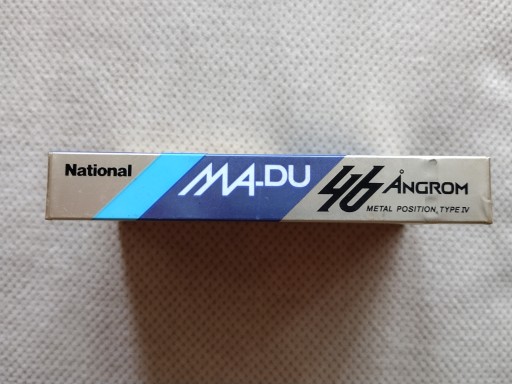 National MA-DU 46 ÅNGROM
METAL POSITION, TYPE IV